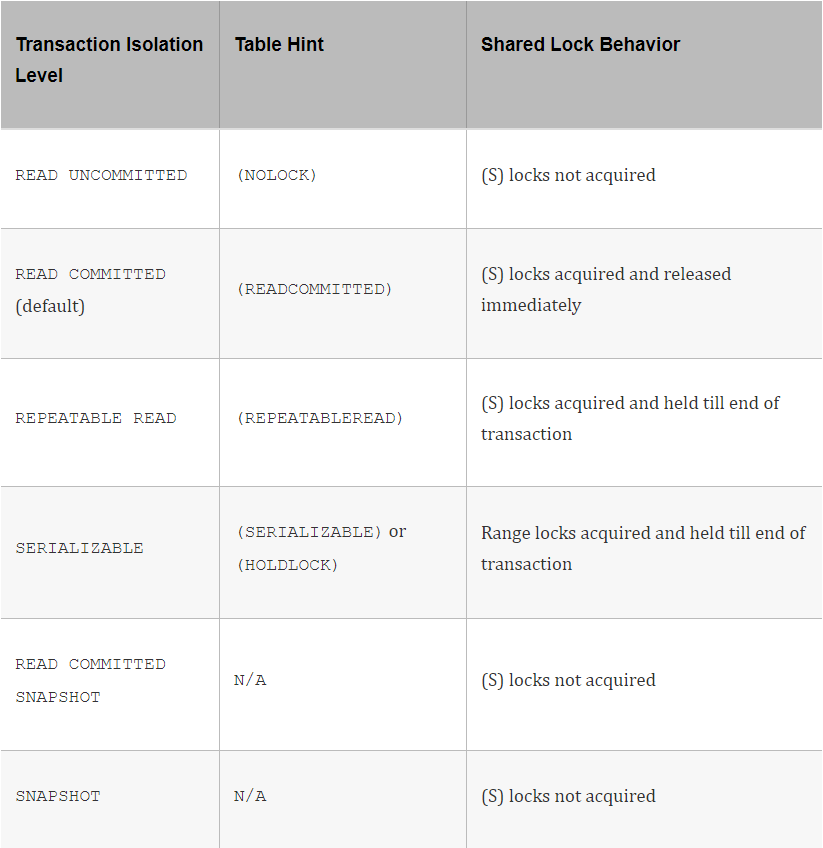 Transaction Isolation Level
Table Hint
Shared Lock Behavior
READ UNCOMMITTED
(NOLOCK)
(S) locks not acquired
READ COMMITTED
(default)
(READCOMMITTED)
(S) locks acquired and released
immediately
REPEATABLE READ
(REPEATABLEREAD)
(S) locks acquired and held till end of
transaction
SERIALIZABLE
(SERIALIZABLE) or
(HOLDLOCK)
Range locks acquired and held till end of
transaction
READ COMMITTED
SNAPSHOT
N/A
(S) locks not acquired
SNAPSHOT
N/A
(S) locks not acquired